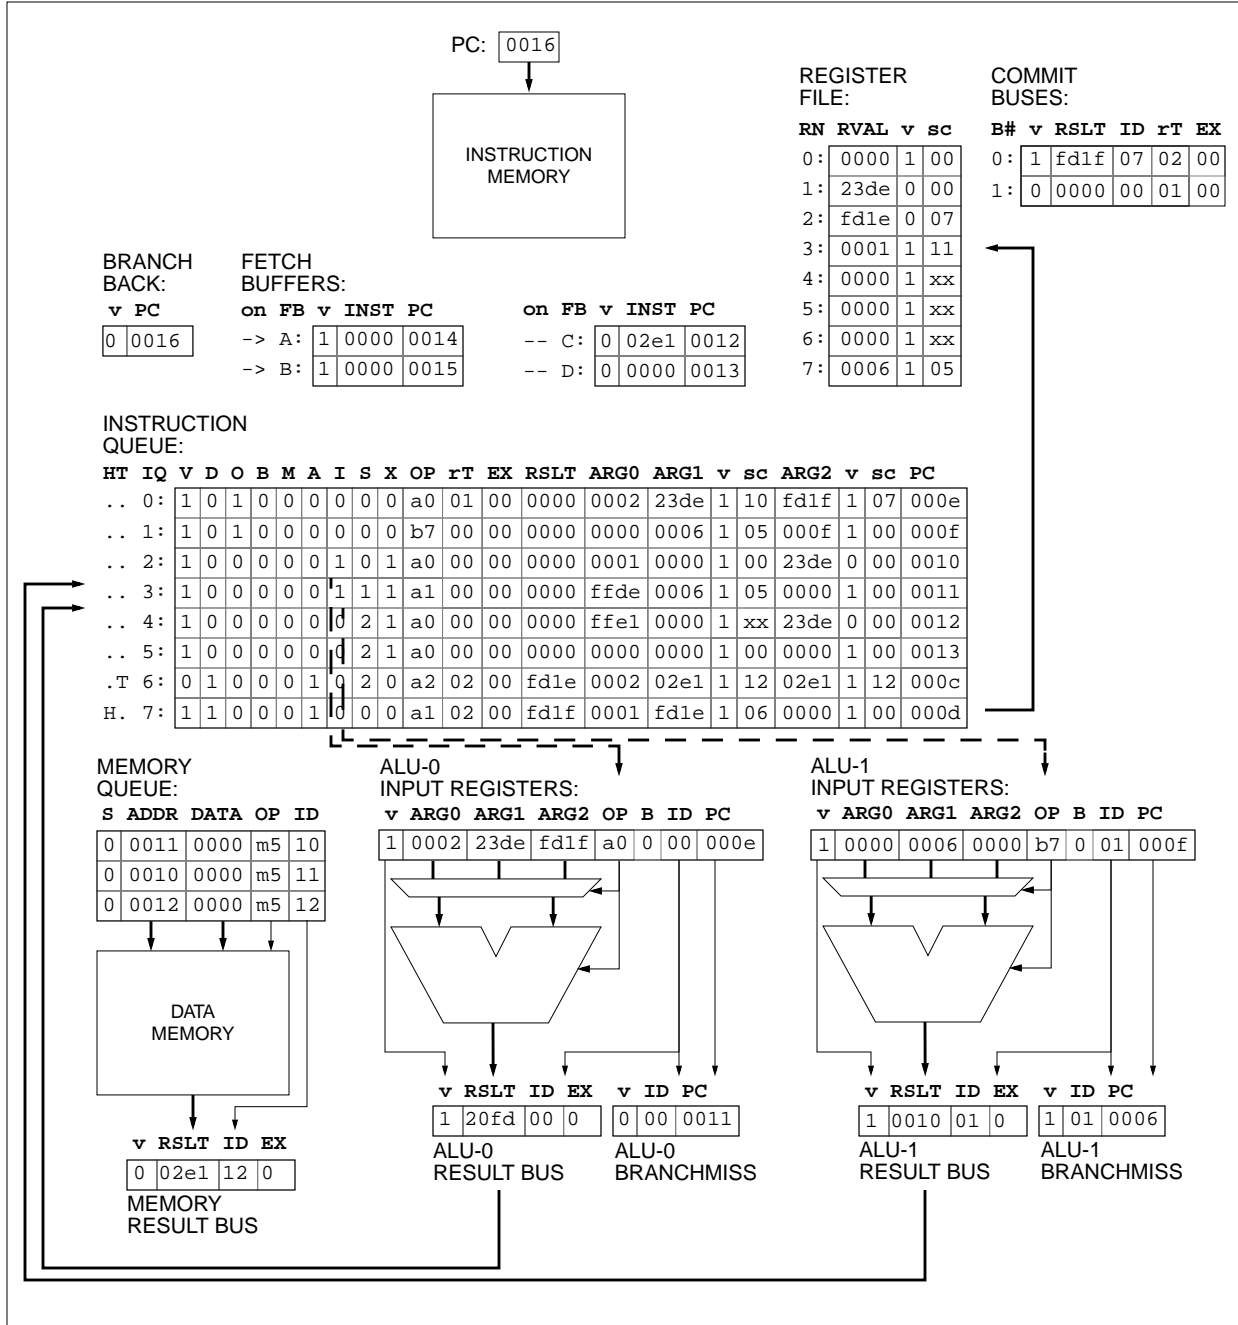 PC: 0016
INSTRUCTION
MEMORY
REGISTER
FILE:
RN RVAL v sc
0: 0000 1 00
1: 23de 0 00
2: fd1e 0 07
3: 0001 1 11
4: 0000 1 xx
5: 0000 1 xx
6: 0000 1 xx
7: 0006 1 05
COMMIT
BUSES:
B# v RSLT ID rT EX
0: 1 fd1f 07 02 00
1: 0 0000 00 01 00
BRANCH
BACK:
v PC
0 0016
FETCH
BUFFERS:
on FB v INST PC
-> A: 1 0000 0014
-> B: 1 0000 0015
on FB v INST PC
-- C: 0 02e1 0012
-- D: 0 0000 0013
INSTRUCTION
QUEUE:
HT IQ V D O B M A I S X OP rT EX RSLT ARG0 ARG1 v sc ARG2 v sc PC
.. 0: 1 0 1 0 0 0 0 0 0 a0 01 00 0000 0002 23de 1 10 fd1f 1 07 000e
.. 1: 1 0 1 0 0 0 0 0 0 b7 00 00 0000 0000 0006 1 05 000f 1 00 000f
.. 2: 1 0 0 0 0 0 1 0 1 a0 00 00 0000 0001 0000 1 00 23de 0 00 0010
.. 3: 1 0 0 0 0 0 1 1 1 a1 00 00 0000 ffde 0006 1 05 0000 1 00 0011
.. 4: 1 0 0 0 0 0 0 2 1 a0 00 00 0000 ffe1 0000 1 xx 23de 0 00 0012
.. 5: 1 0 0 0 0 0 0 2 1 a0 00 00 0000 0000 0000 1 00 0000 1 00 0013
.T 6: 0 1 0 0 0 1 0 2 0 a2 02 00 fd1e 0002 02e1 1 12 02e1 1 12 000c
H. 7: 1 1 0 0 0 1 0 0 0 a1 02 00 fd1f 0001 fd1e 1 06 0000 1 00 000d
MEMORY
QUEUE:
S ADDR DATA OP ID
0 0011 0000 m5 10
0 0010 0000 m5 11
0 0012 0000 m5 12
DATA
MEMORY
v RSLT ID EX
0 02e1 12 0
MEMORY
RESULT BUS
ALU-0
INPUT REGISTERS:
v ARG0 ARG1 ARG2 OP B ID PC
1 0002 23de fd1f a0 0 00 000e
v RSLT ID EX
1 20fd 00 0
ALU-0
RESULT BUS
v ID PC
0 00 0011
ALU-0
BRANCHMISS
ALU-1
INPUT REGISTERS:
v ARG0 ARG1 ARG2 OP B ID PC
1 0000 0006 0000 b7 0 01 000f
v RSLT ID EX
1 0010 01 0
ALU-1
RESULT BUS
v ID PC
1 01 0006
ALU-1
BRANCHMISS